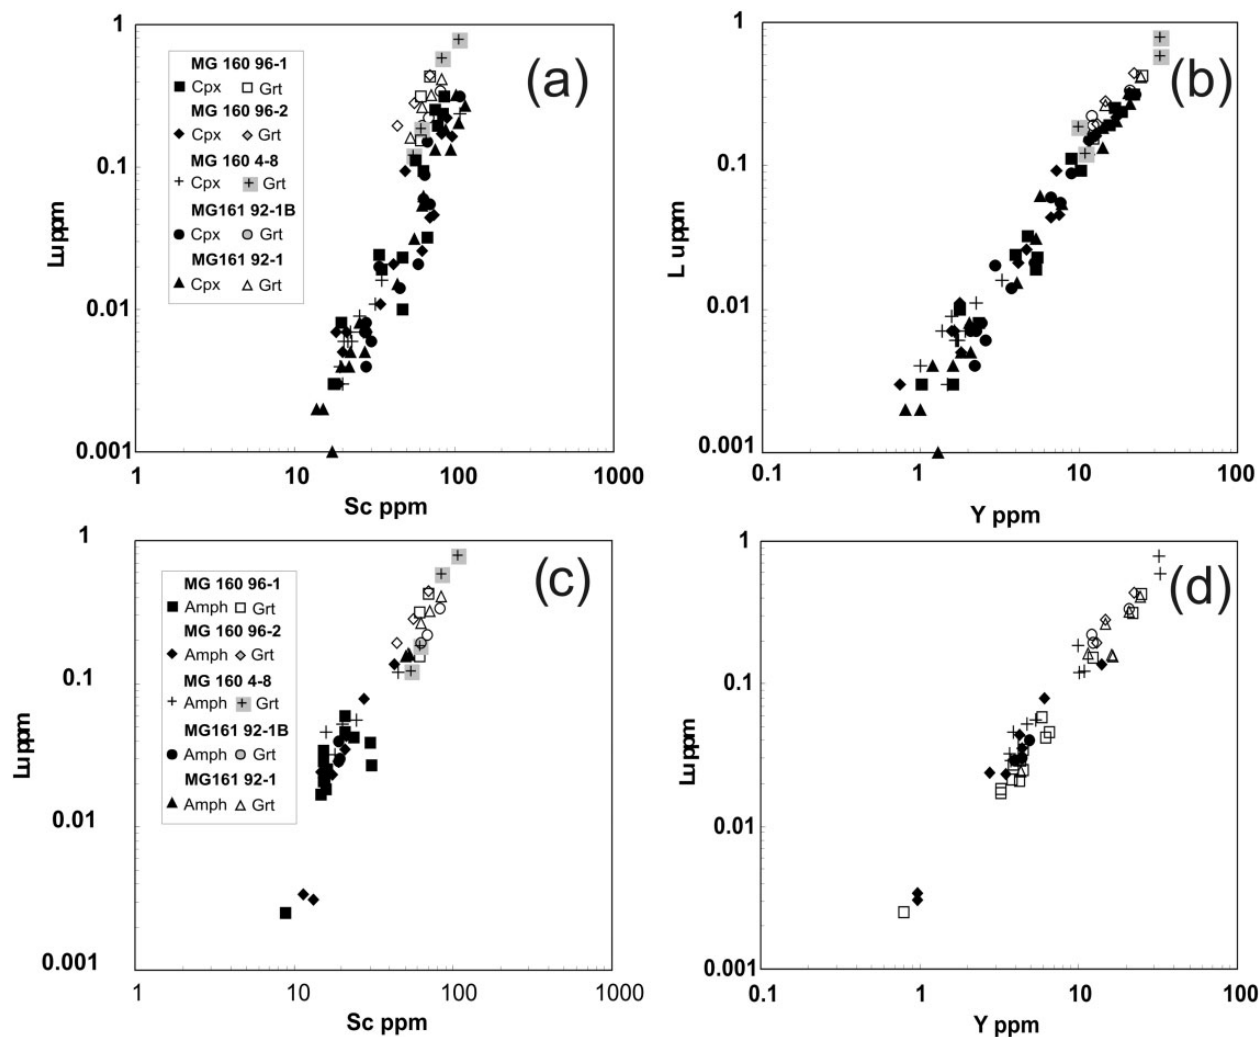 1
0.1
0.01
0.001
Lu ppm
1
10
100
1000
Sc ppm
(a)
MG 160 96-1
Cpx Grt
MG 160 96-2
Cpx Grt
MG 160 4-8
Cpx Grt
MG161 92-1B
Cpx Grt
MG161 92-1
Cpx Grt
1
0.1
0.01
0.001
L u ppm
0.1
1
10
100
Y ppm
(b)
1
0.1
0.01
0.001
Lu ppm
1
10
100
1000
Sc ppm
(c)
MG 160 96-1
Amph Grt
MG 160 96-2
Amph Grt
MG 160 4-8
Amph Grt
MG161 92-1B
Amph Grt
MG161 92-1
Amph Grt
1
0.1
0.01
0.001
Lu ppm
0.1
1
10
100
Y ppm
(d)